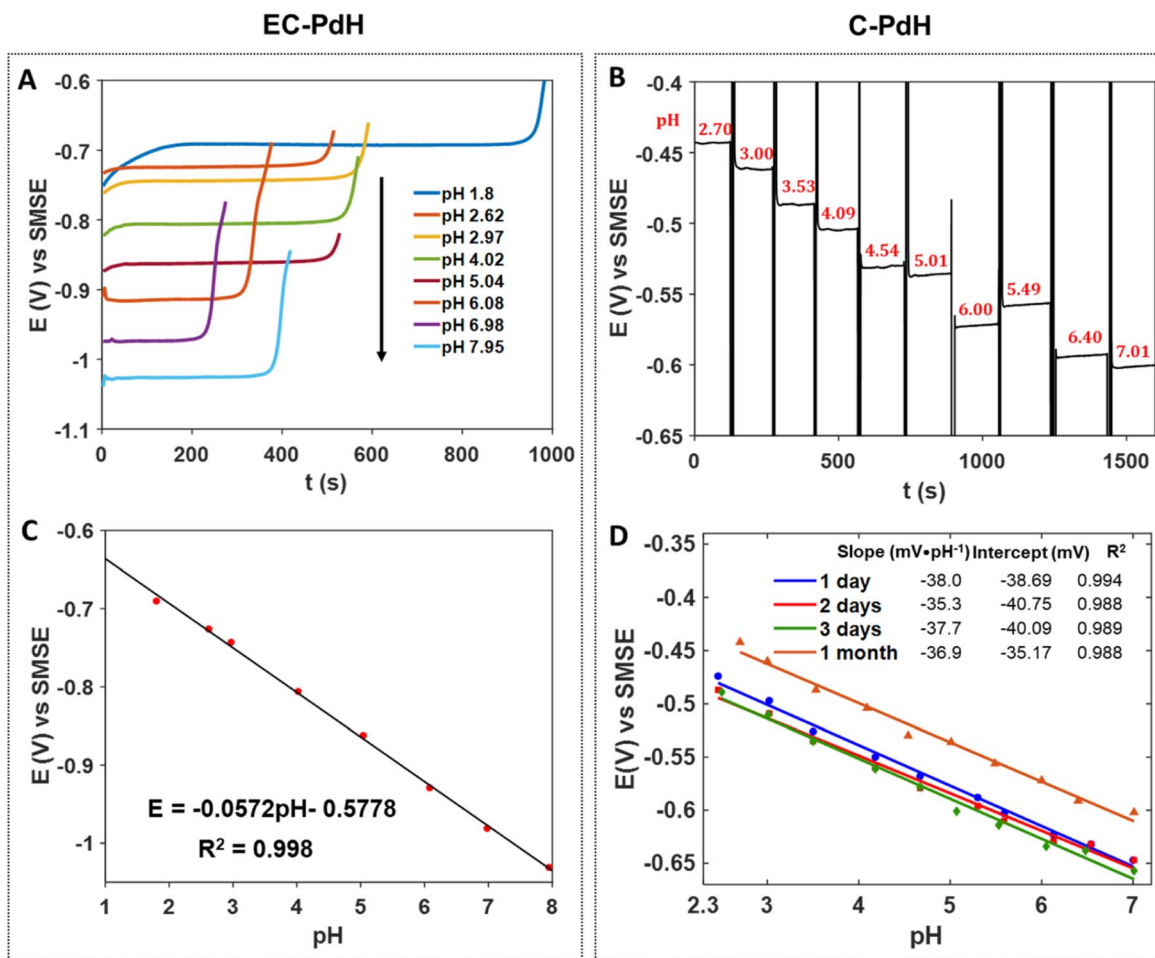 EC-PdH
C-PdH
A
-0.6
-0.7
-0.8
-0.9
-1
-1.1
E (V) vs SMSE
pH 1.8
pH 2.62
pH 2.97
pH 4.02
pH 5.04
pH 6.08
pH 6.98
pH 7.95
0 200 400 600 800 1000
t (s)
B
-0.4
-0.45
-0.5
-0.55
-0.6
-0.65
E (V) vs SMSE
pH
2.70
3.00
3.53
4.09
4.54
5.01
6.00
5.49
6.40
7.01
0 500 1000 1500
t (s)
C
-0.6
-0.7
-0.8
-0.9
-1
E (V) vs SMSE
E = -0.0572pH- 0.5778
R² = 0.998
1 2 3 4 5 6 7 8
pH
D
-0.35
-0.4
-0.45
-0.5
-0.55
-0.6
-0.65
E(V) vs SMSE
Slope (mV•pH⁻¹) Intercept (mV) R²
1 day -38.0 -38.69 0.994
2 days -35.3 -40.75 0.988
3 days -37.7 -40.09 0.989
1 month -36.9 -35.17 0.988
2.3 3 4 5 6 7
pH